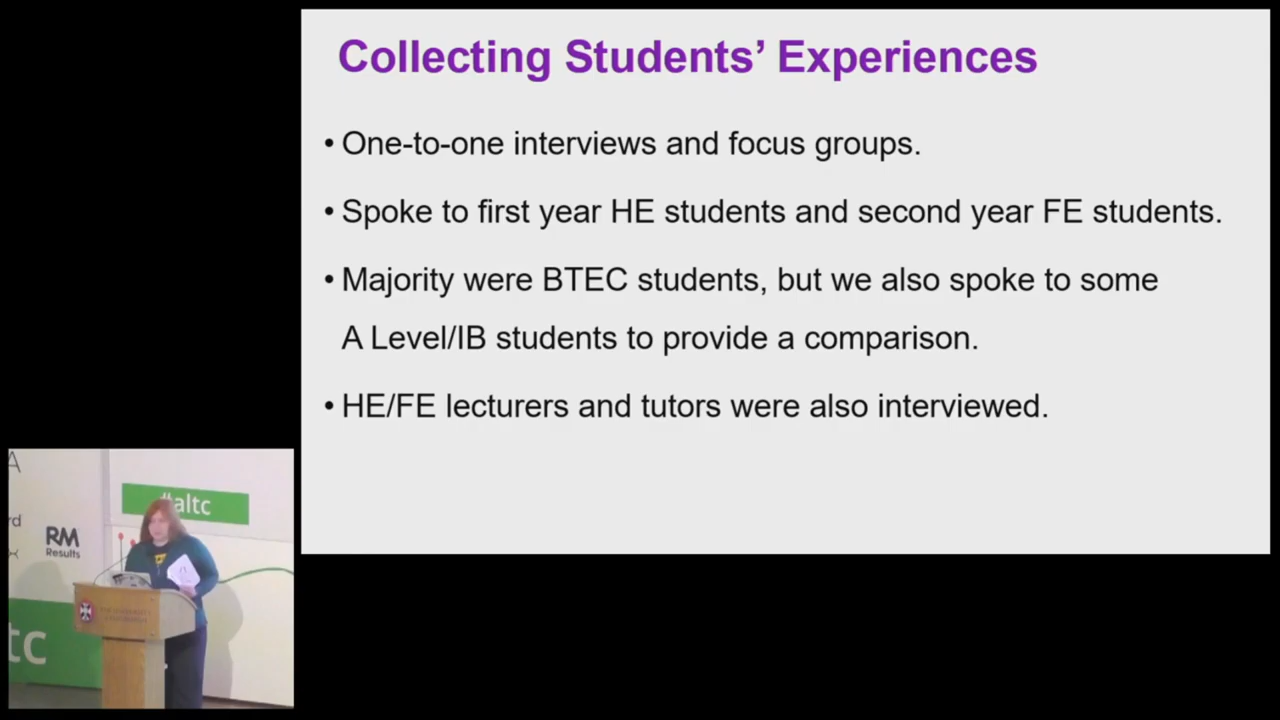 Collecting Students’ Experiences
• One-to-one interviews and focus groups.
• Spoke to first year HE students and second year FE students.
• Majority were BTEC students, but we also spoke to some
A Level/IB students to provide a comparison.
• HE/FE lecturers and tutors were also interviewed.
A
#altc
rd
RM
Results
tc